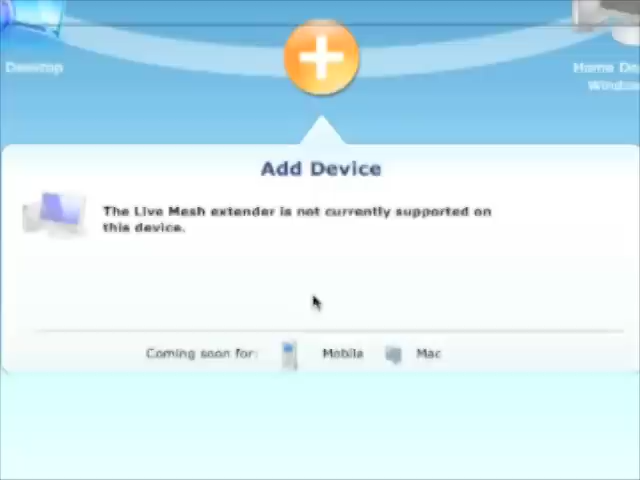 Desktop
Home De
Window
Add Device
The Live Mesh extender is not currently supported on
this device.
Coming soon for:
Mobile
Mac